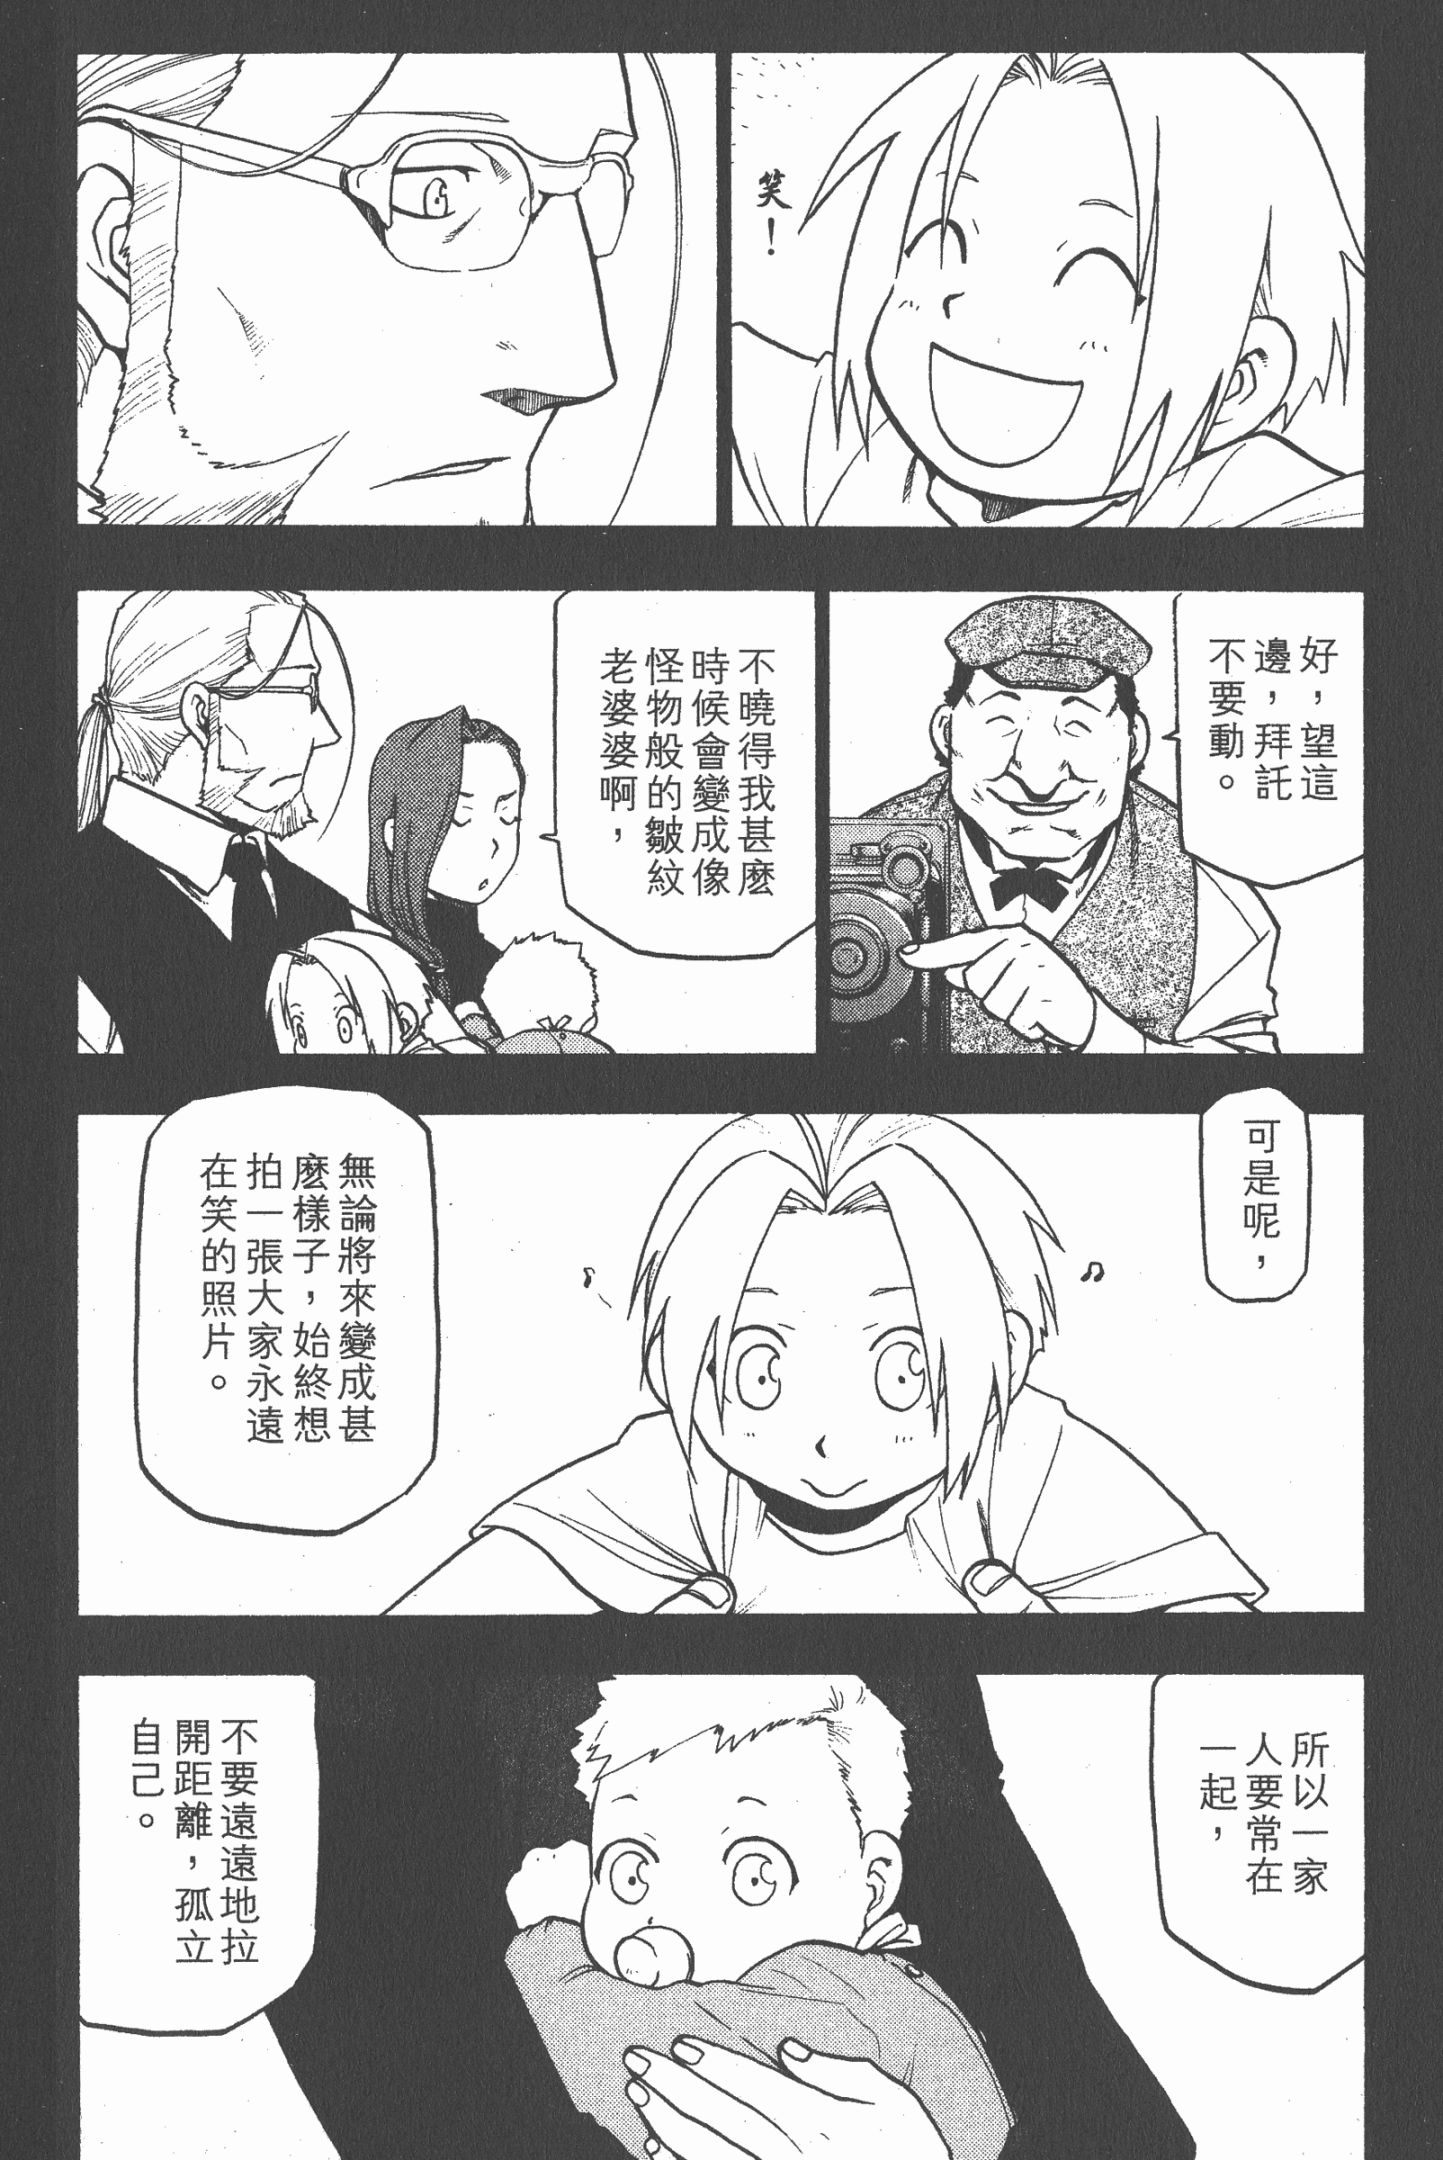 笑！
好，望這
邊，拜託
不要動。
不曉得我甚麼
時候會變成像
怪物般的皺紋
老婆婆啊，
可是呢，
無論將來變成甚
麼樣子，始終想
拍一張大家永遠
在笑的照片。
所以一家
人要常在
一起，
不要遠遠地拉
開距離，孤立
自己。